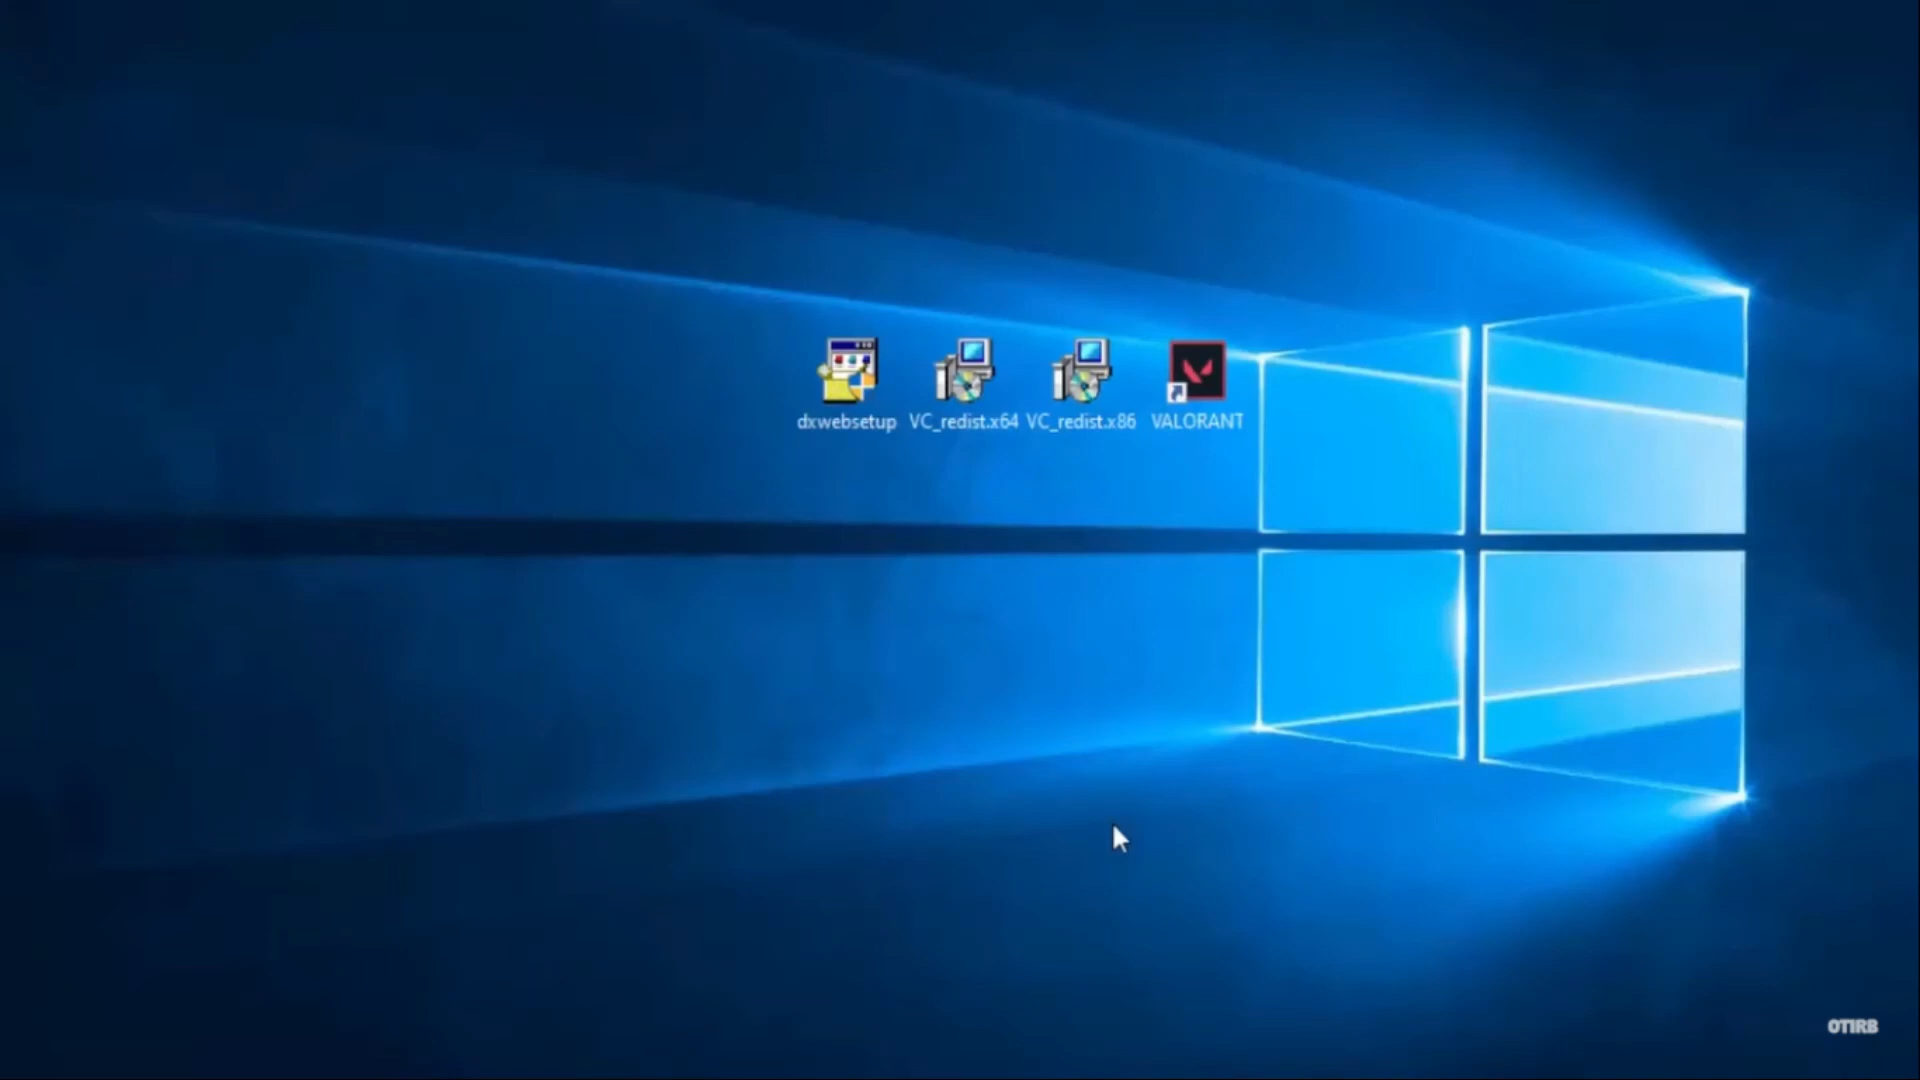 dxwebsetup
VC_redist.x64
VC_redist.x86
VALORANT
OTIRB